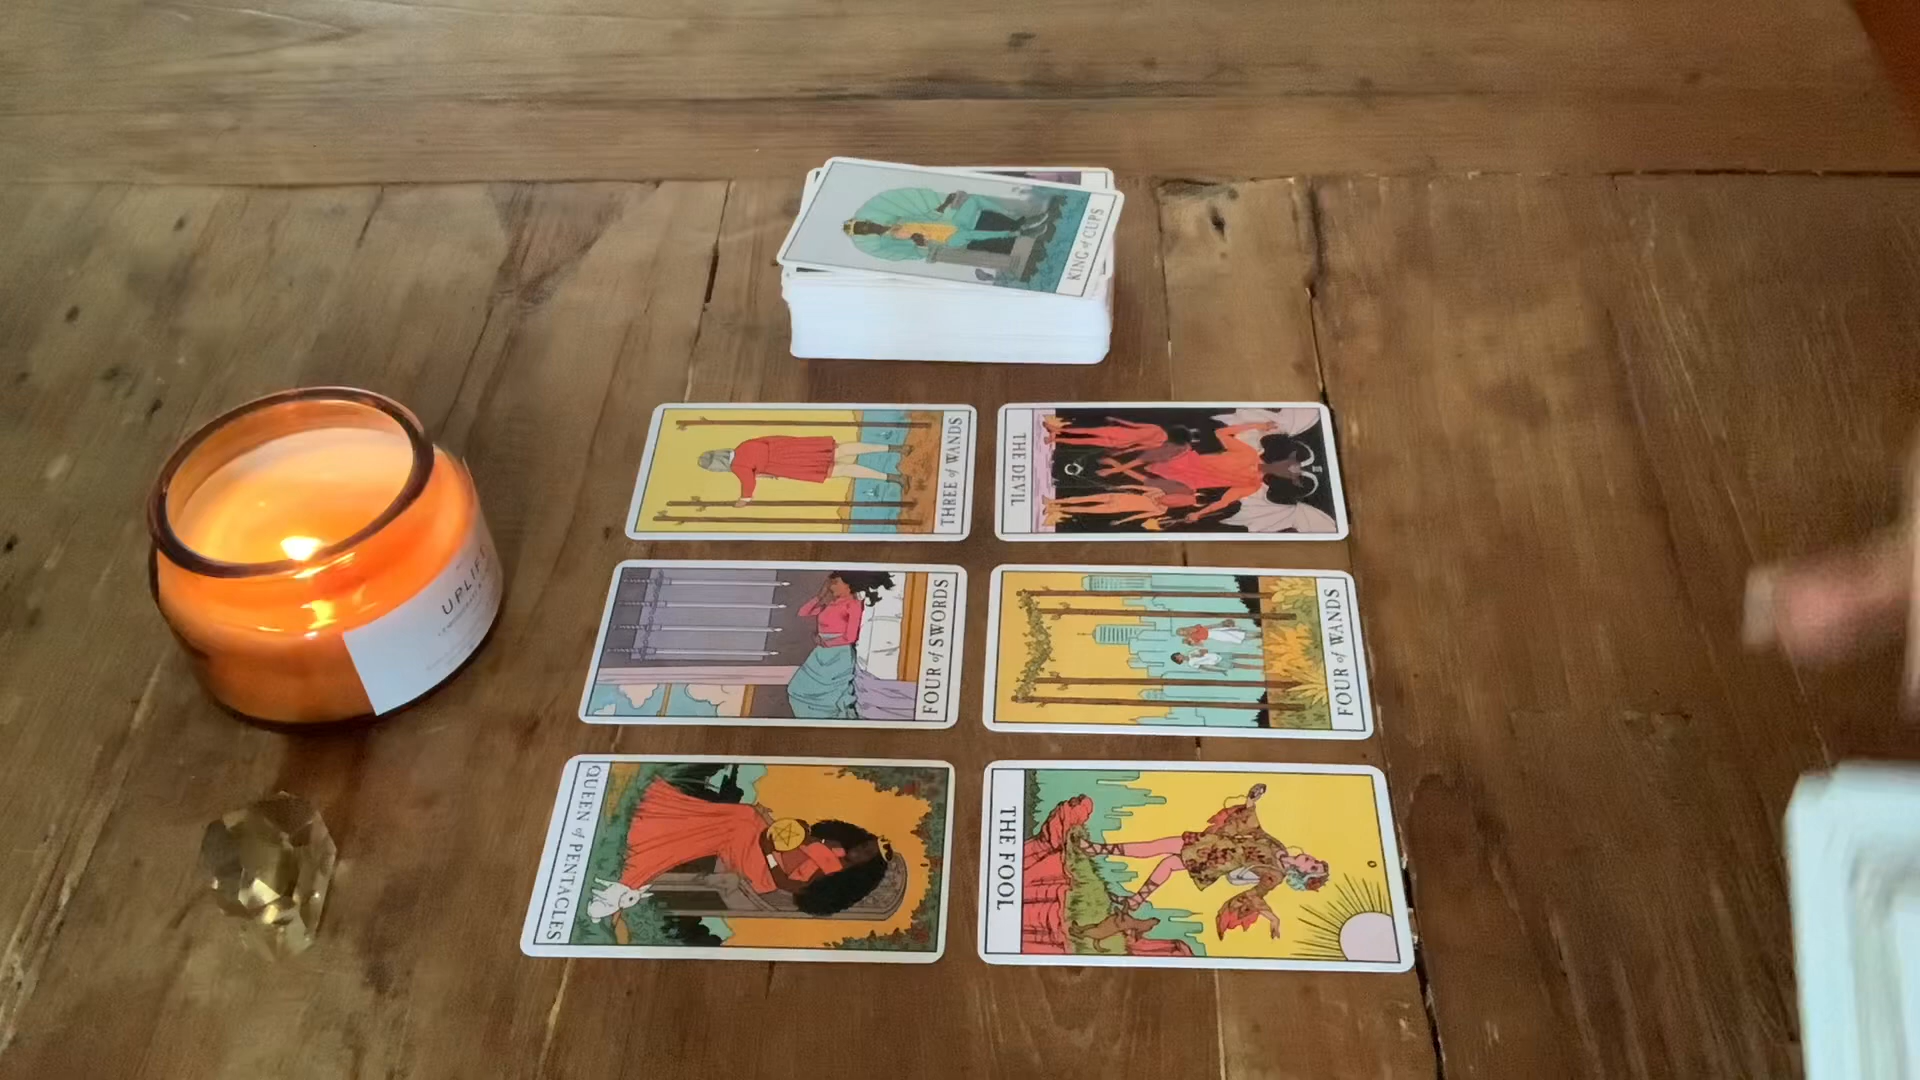 KING of CUPS
THREE of WANDS
THE DEVIL
UPLIFT
FOUR of SWORDS
FOUR of WANDS
QUEEN of PENTACLES
THE FOOL
0